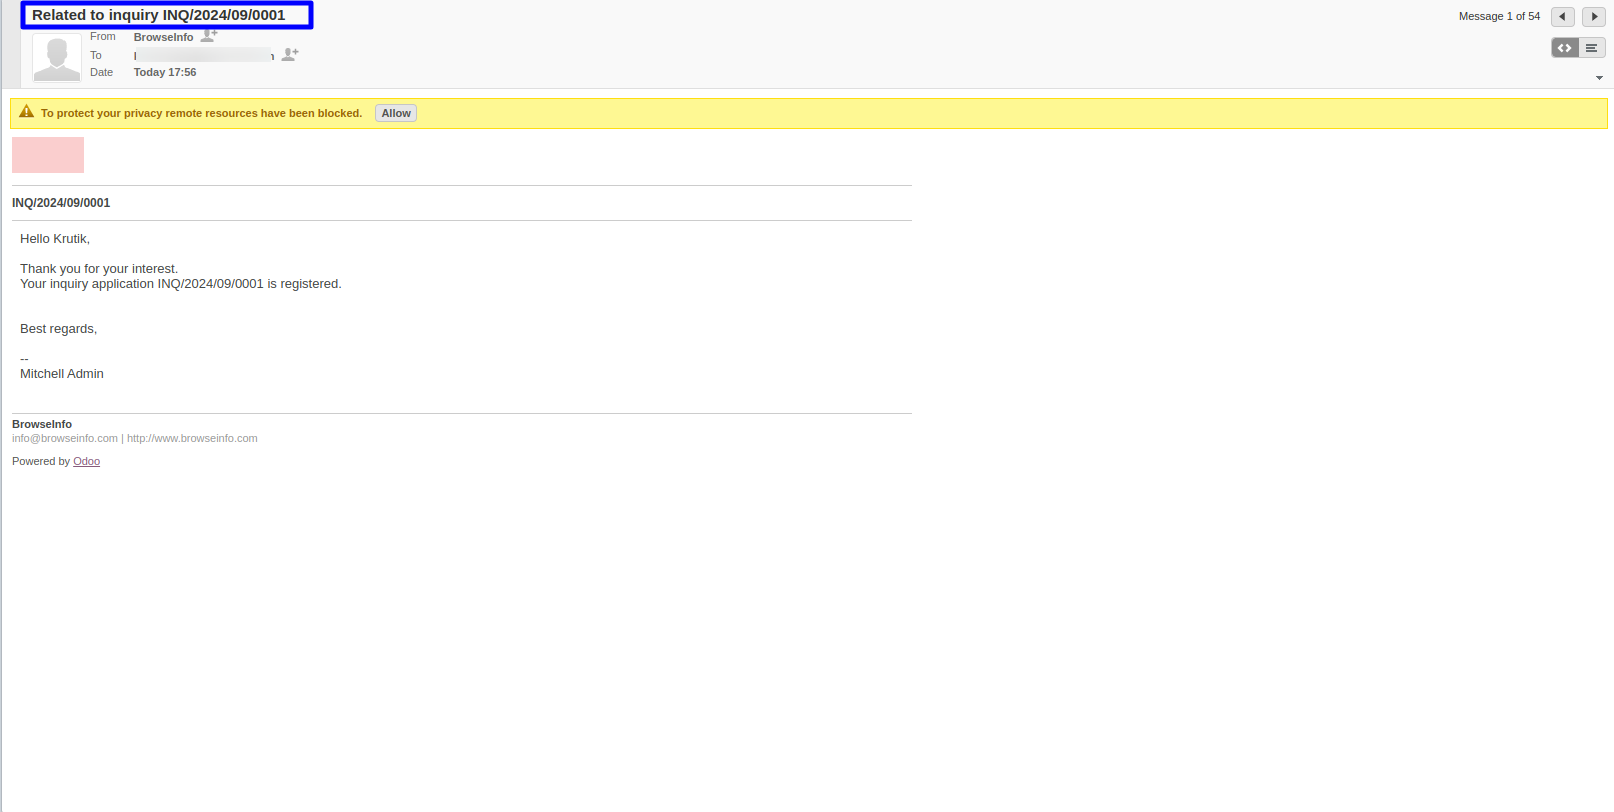 Related to inquiry INQ/2024/09/0001
Message 1 of 54
From BrowseInfo
To
Date Today 17:56
To protect your privacy remote resources have been blocked. Allow
INQ/2024/09/0001
Hello Krutik,
Thank you for your interest.
Your inquiry application INQ/2024/09/0001 is registered.
Best regards,
--
Mitchell Admin
BrowseInfo
info@browseinfo.com | http://www.browseinfo.com
Powered by Odoo